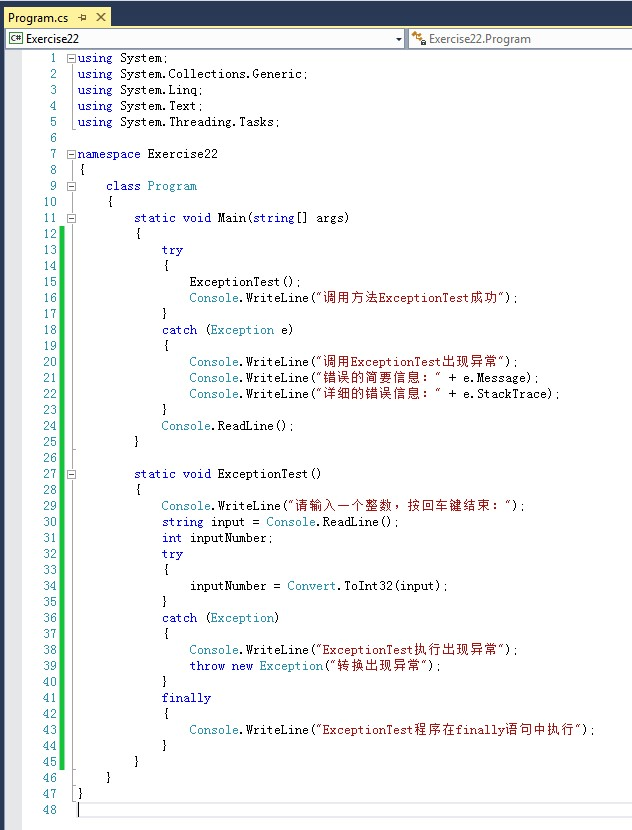 Program.cs
C# Exercise22
Exercise22.Program
1 using System;
2 using System.Collections.Generic;
3 using System.Linq;
4 using System.Text;
5 using System.Threading.Tasks;
6
7 namespace Exercise22
8 {
9 class Program
10 {
11 static void Main(string[] args)
12 {
13 try
14 {
15 ExceptionTest();
16 Console.WriteLine("调用方法ExceptionTest成功");
17 }
18 catch (Exception e)
19 {
20 Console.WriteLine("调用ExceptionTest出现异常");
21 Console.WriteLine("错误的简要信息：" + e.Message);
22 Console.WriteLine("详细的错误信息：" + e.StackTrace);
23 }
24 Console.ReadLine();
25 }
26
27 static void ExceptionTest()
28 {
29 Console.WriteLine("请输入一个整数，按回车键结束：");
30 string input = Console.ReadLine();
31 int inputNumber;
32 try
33 {
34 inputNumber = Convert.ToInt32(input);
35 }
36 catch (Exception)
37 {
38 Console.WriteLine("ExceptionTest执行出现异常");
39 throw new Exception("转换出现异常");
40 }
41 finally
42 {
43 Console.WriteLine("ExceptionTest程序在finally语句中执行");
44 }
45 }
46 }
47 }
48